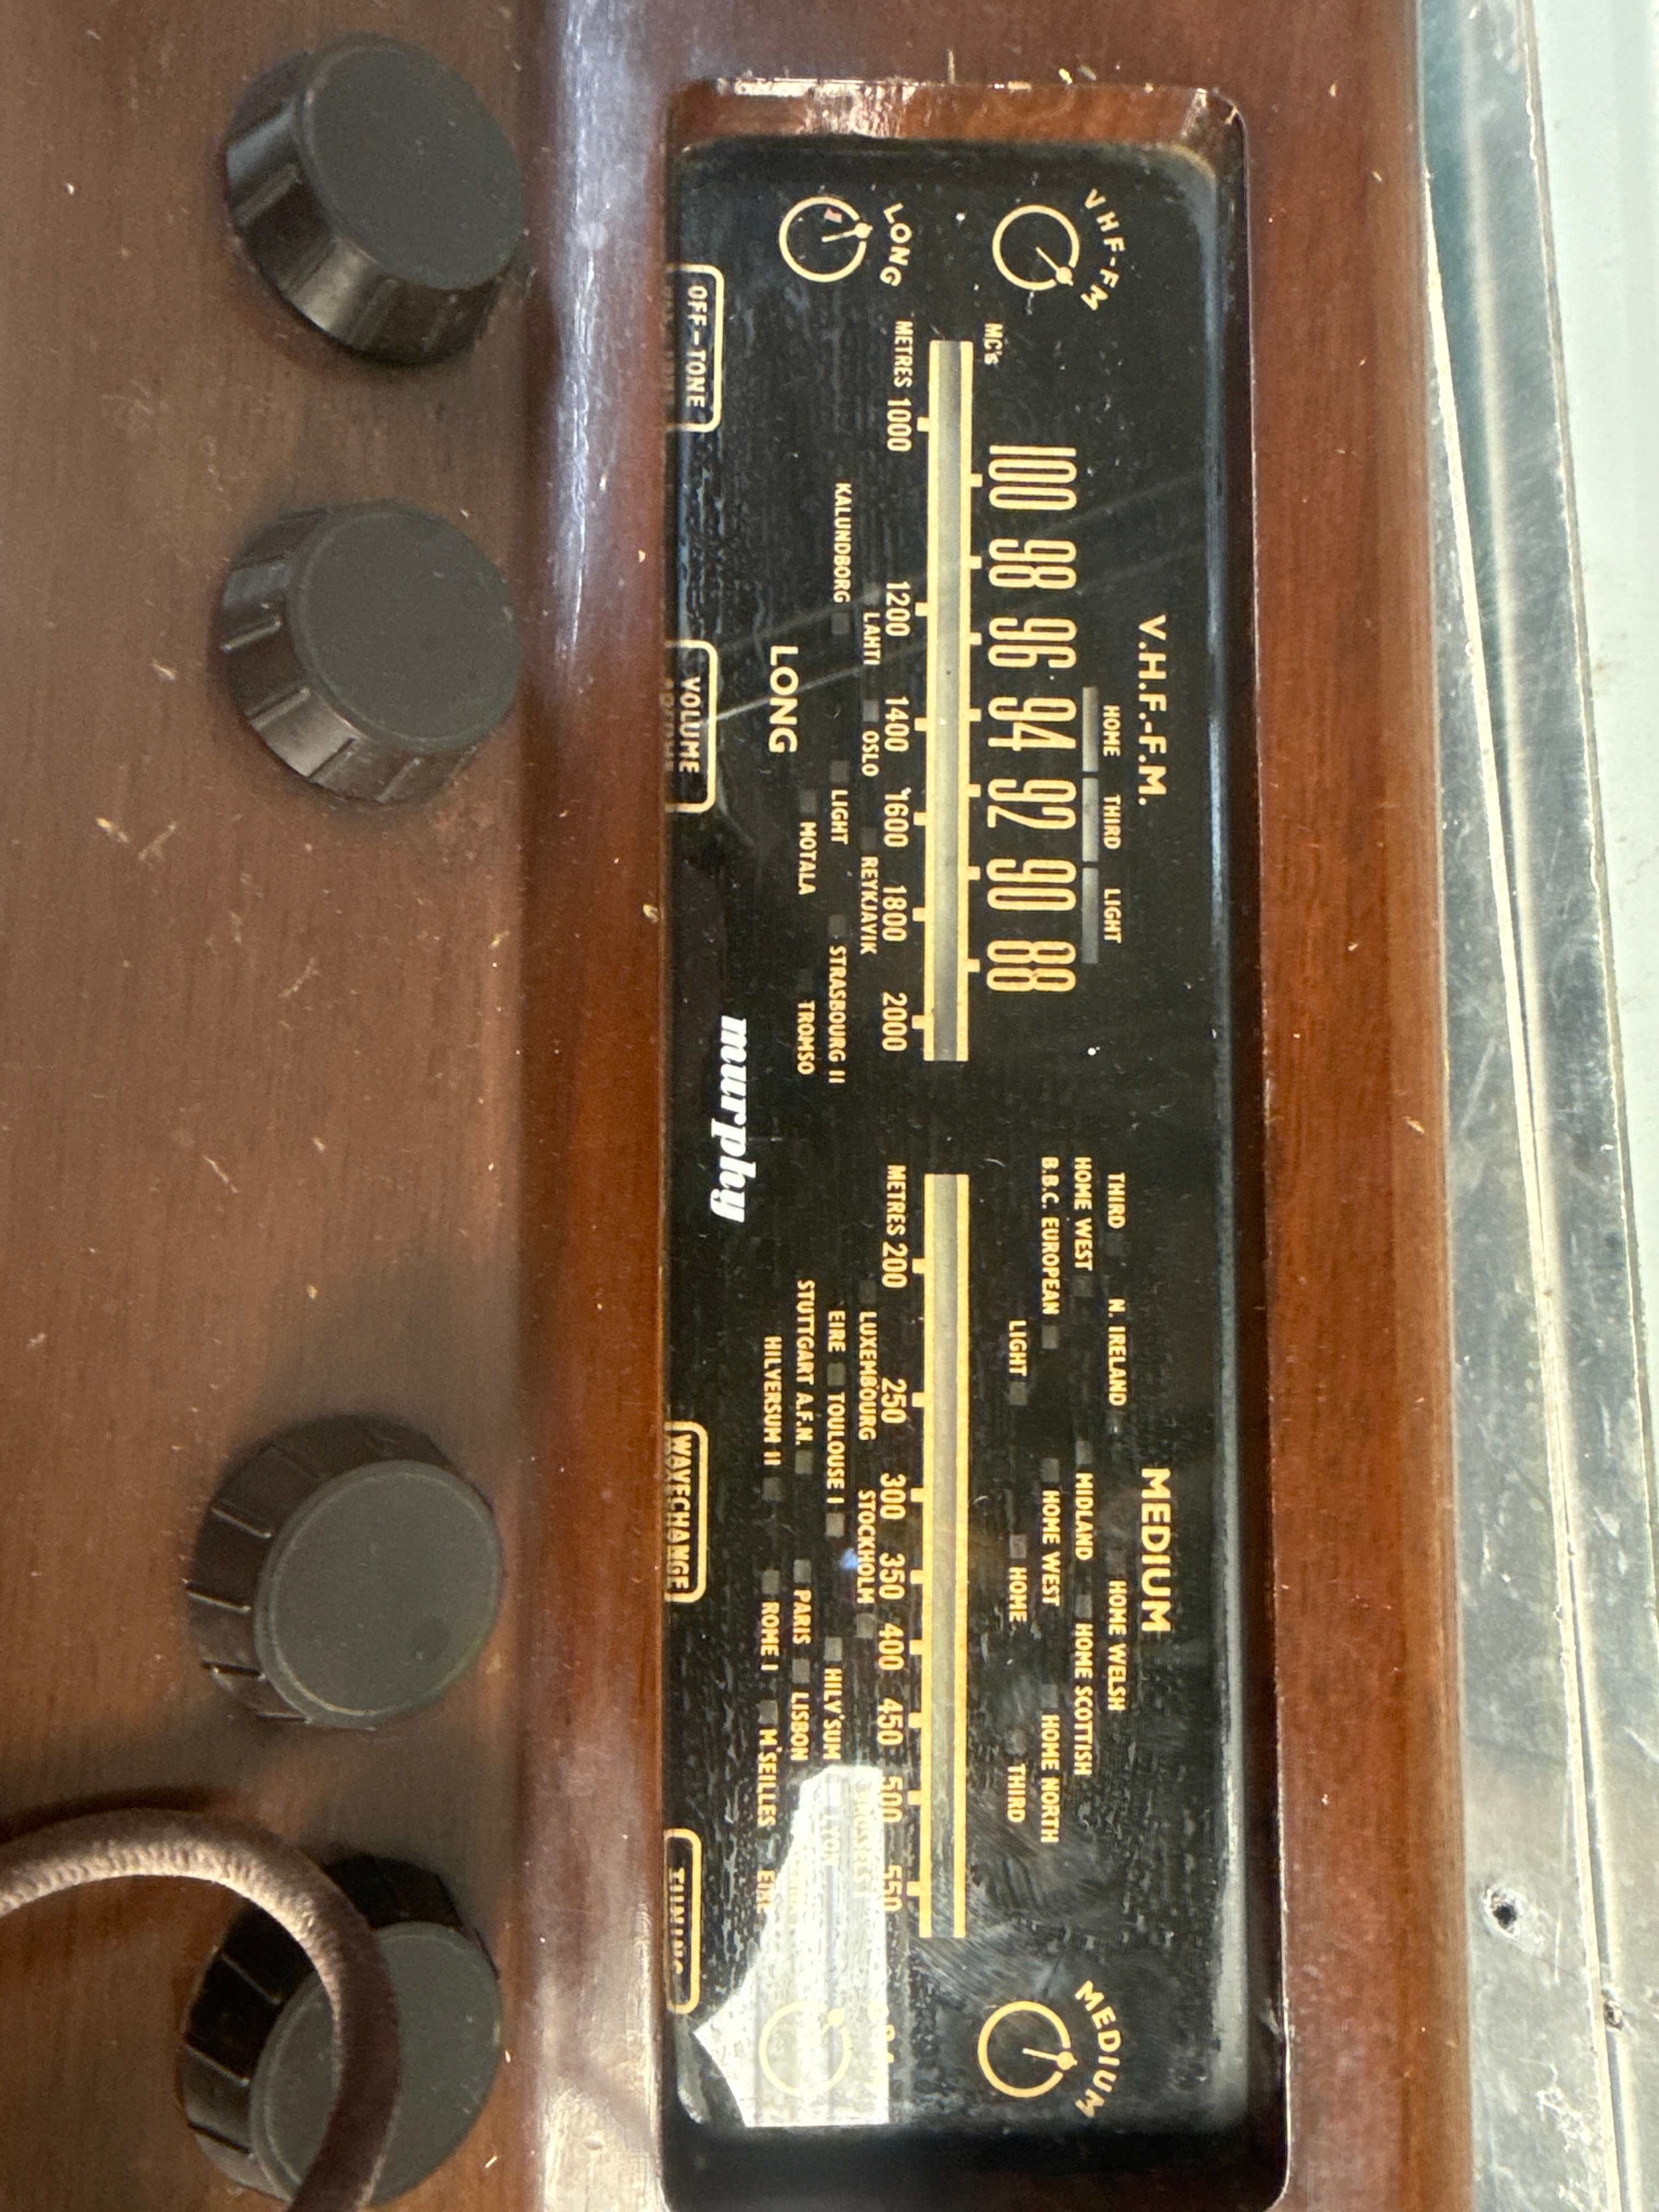 VHF-FM
V.H.F.-F.M.
HOME THIRD LIGHT
MC's 100 98 96 94 92 90 88
LONG
METRES 1000 1200 1400 1600 1800 2000
LAHTI OSLO REYKJAVIK
KALUNDBORG LIGHT STRASBOURG II
MOTALA TROMSO
LONG
OFF-TONE
VOLUME
murphy
MEDIUM
MEDIUM
THIRD N. IRELAND HOME WELSH
HOME WEST MIDLAND HOME SCOTTISH
B.B.C. EUROPEAN HOME WEST HOME NORTH
LIGHT HOME THIRD
METRES 200 250 300 350 400 450 500 550
LUXEMBOURG STOCKHOLM BRUSSELS I
EIRE TOULOUSE I HILV'SUM LYON
STUTTGART A.F.N. PARIS LISBON
HILVERSUM II ROME I M'SEILLES EIRE
WAVECHANGE
TUNING